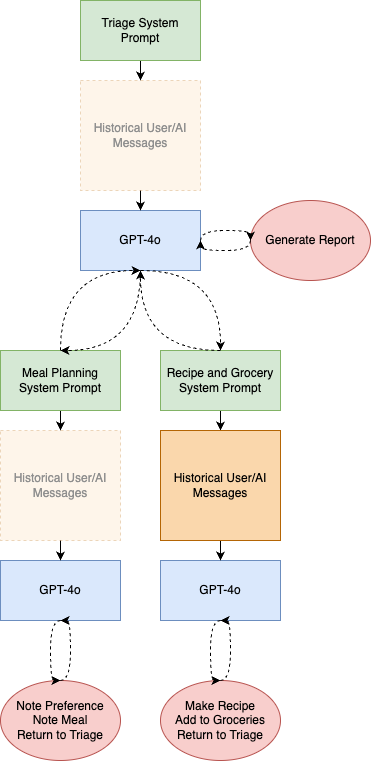 Triage System
Prompt
Historical User/AI
Messages
GPT-4o
Generate Report
Meal Planning
System Prompt
Recipe and Grocery
System Prompt
Historical User/AI
Messages
Historical User/AI
Messages
GPT-4o
GPT-4o
Note Preference
Note Meal
Return to Triage
Make Recipe
Add to Groceries
Return to Triage